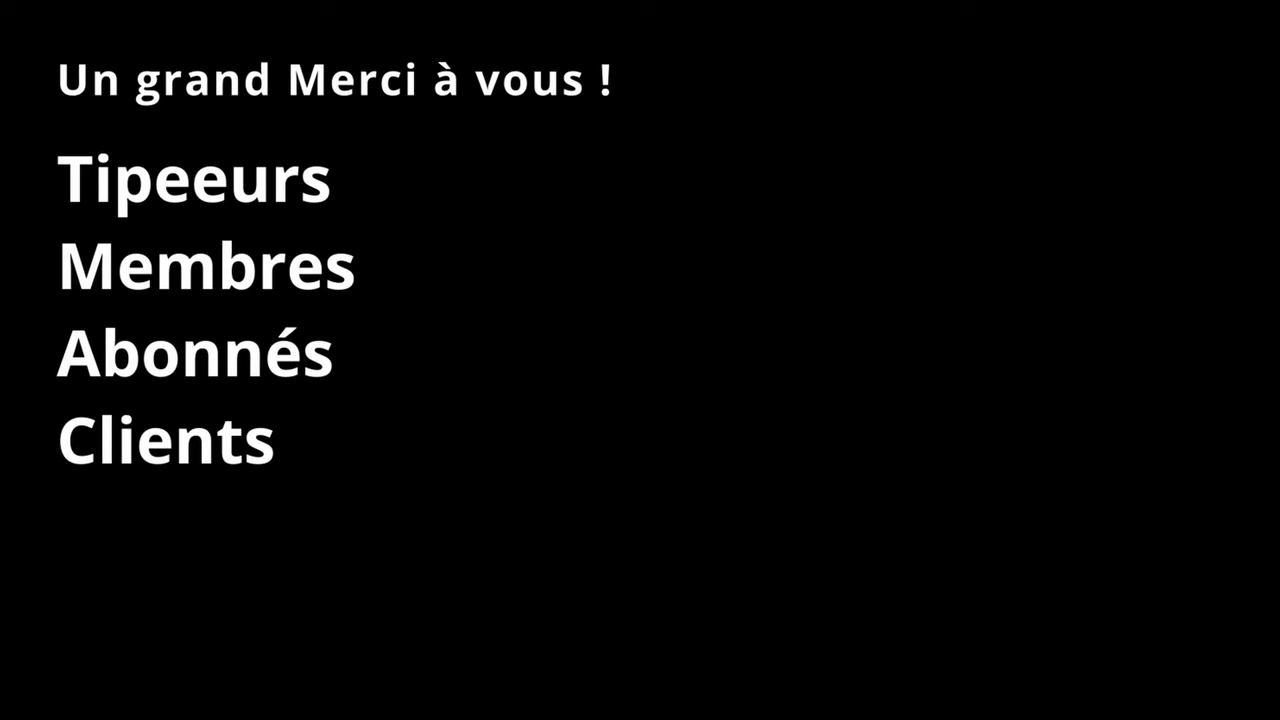 Un grand Merci à vous !
Tipeeurs
Membres
Abonnés
Clients